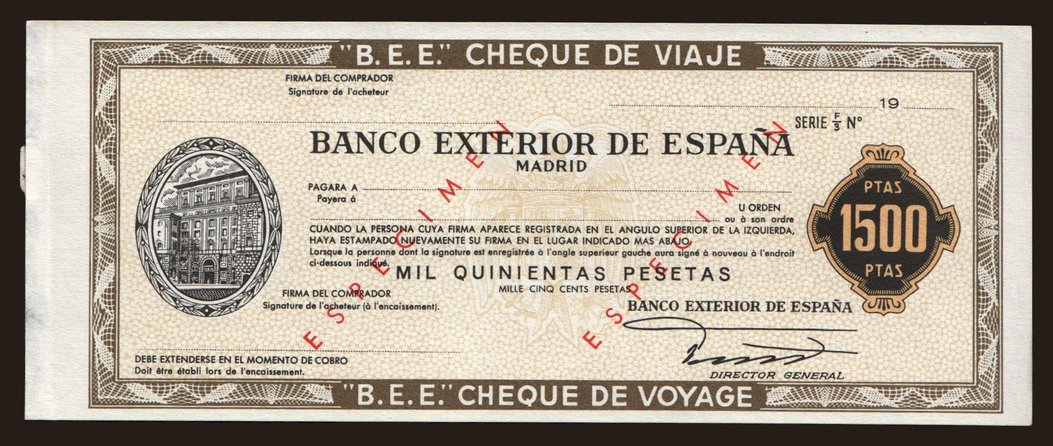 "B.E.E." CHEQUE DE VIAJE
FIRMA DEL COMPRADOR
Signature de l'acheteur
19
SERIE F/3 Nº
BANCO EXTERIOR DE ESPAÑA
MADRID
PAGARA A
Payera à
U ORDEN
ou à son ordre
CUANDO LA PERSONA CUYA FIRMA APARECE REGISTRADA EN EL ANGULO SUPERIOR DE LA IZQUIERDA,
HAYA ESTAMPADO NUEVAMENTE SU FIRMA EN EL LUGAR INDICADO MAS ABAJO.
Lorsque la personne dont la signature est enregistrée à l'angle superieur gauche aura signé à nouveau à l'endroit
ci-dessous indiqué.
MIL QUINIENTAS PESETAS
MILLE CINQ CENTS PESETAS
PTAS
1500
PTAS
FIRMA DEL COMPRADOR
Signature de l'acheteur (à l'encaissement).
BANCO EXTERIOR DE ESPAÑA
DIRECTOR GENERAL
DEBE EXTENDERSE EN EL MOMENTO DE COBRO
Doit être établi lors de l'encaissement.
"B.E.E." CHEQUE DE VOYAGE
ESPECIMEN
ESPECIMEN